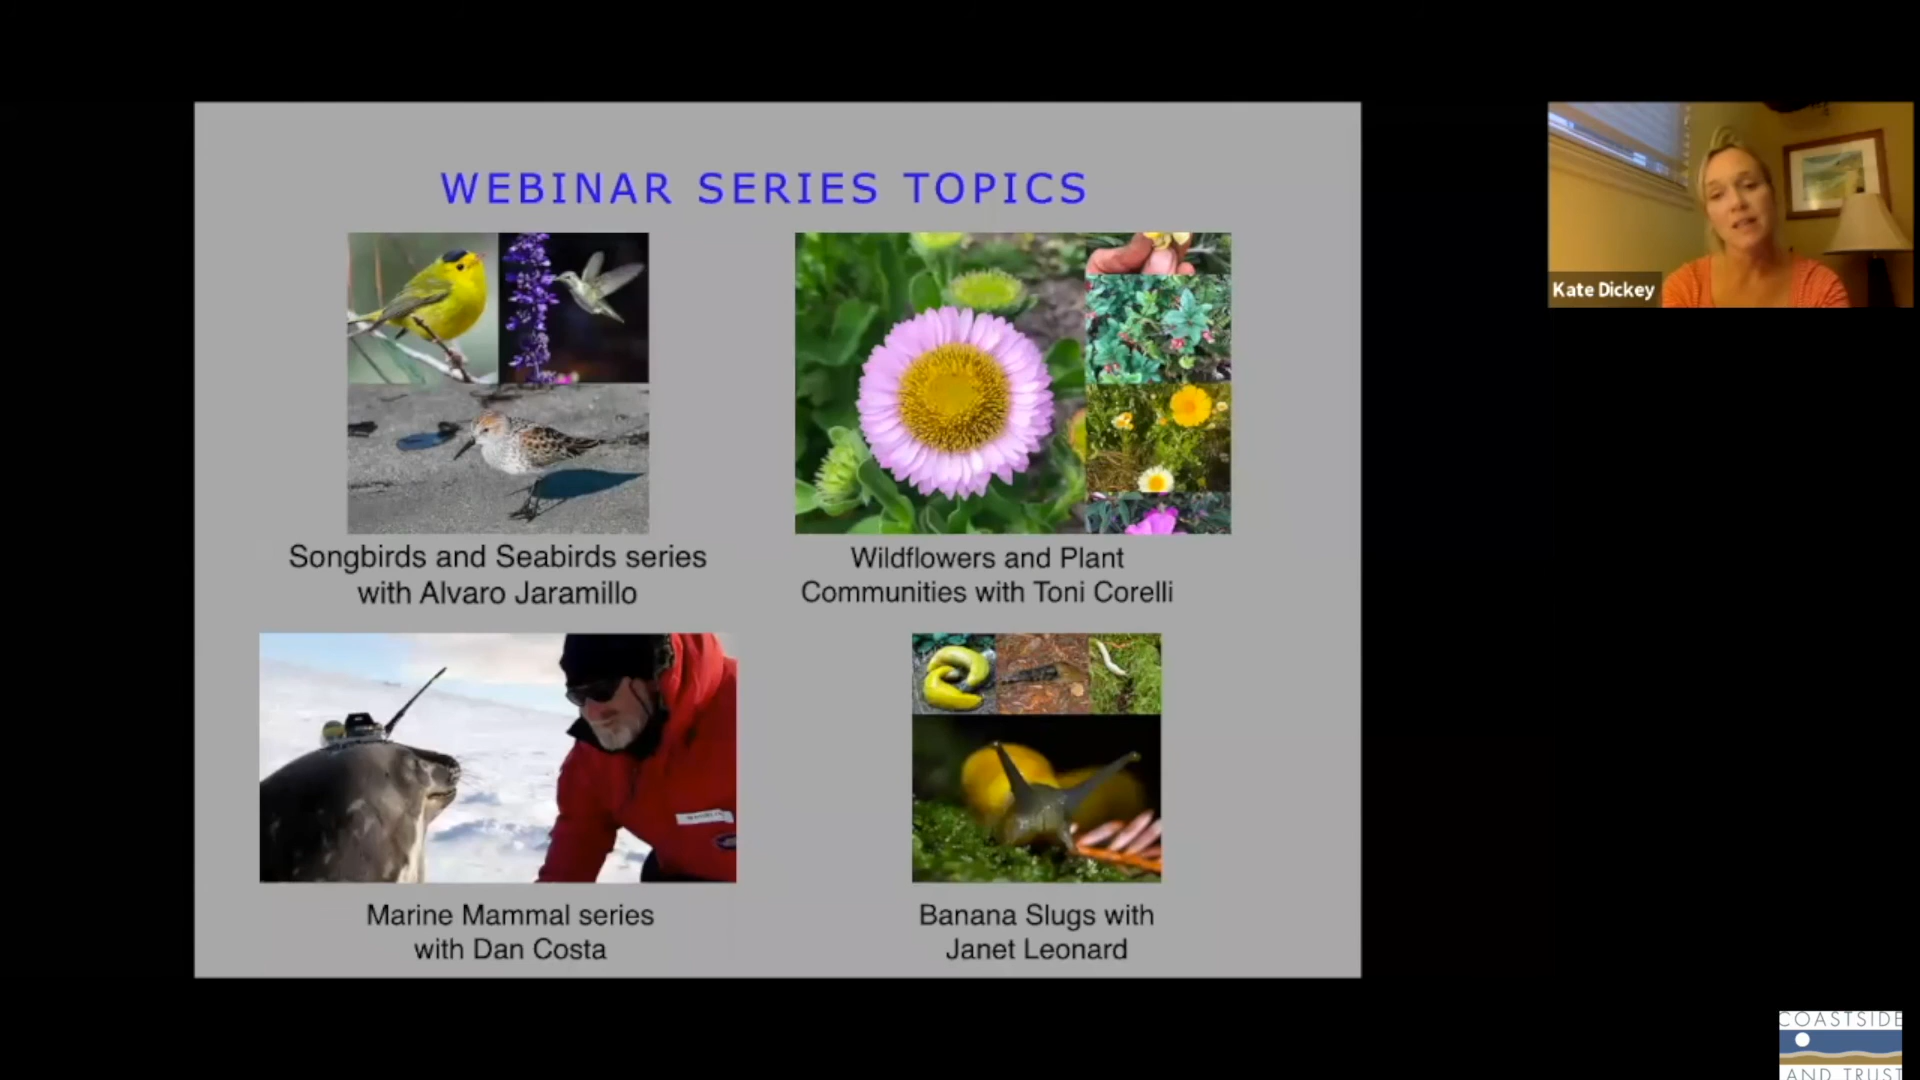 WEBINAR SERIES TOPICS
Songbirds and Seabirds series
with Alvaro Jaramillo
Wildflowers and Plant
Communities with Toni Corelli
Marine Mammal series
with Dan Costa
Banana Slugs with
Janet Leonard
Kate Dickey
COASTSIDE
AND TRUST